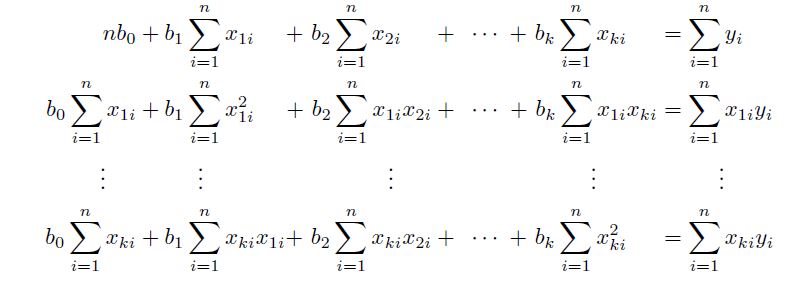 $nb_0 + b_1 \sum_{i=1}^{n} x_{1i} + b_2 \sum_{i=1}^{n} x_{2i} + \cdots + b_k \sum_{i=1}^{n} x_{ki} = \sum_{i=1}^{n} y_i$
$b_0 \sum_{i=1}^{n} x_{1i} + b_1 \sum_{i=1}^{n} x_{1i}^2 + b_2 \sum_{i=1}^{n} x_{1i} x_{2i} + \cdots + b_k \sum_{i=1}^{n} x_{1i} x_{ki} = \sum_{i=1}^{n} x_{1i} y_i$
$\vdots \quad \vdots \quad \vdots \quad \vdots \quad \vdots$
$b_0 \sum_{i=1}^{n} x_{ki} + b_1 \sum_{i=1}^{n} x_{ki} x_{1i} + b_2 \sum_{i=1}^{n} x_{ki} x_{2i} + \cdots + b_k \sum_{i=1}^{n} x_{ki}^2 = \sum_{i=1}^{n} x_{ki} y_i$